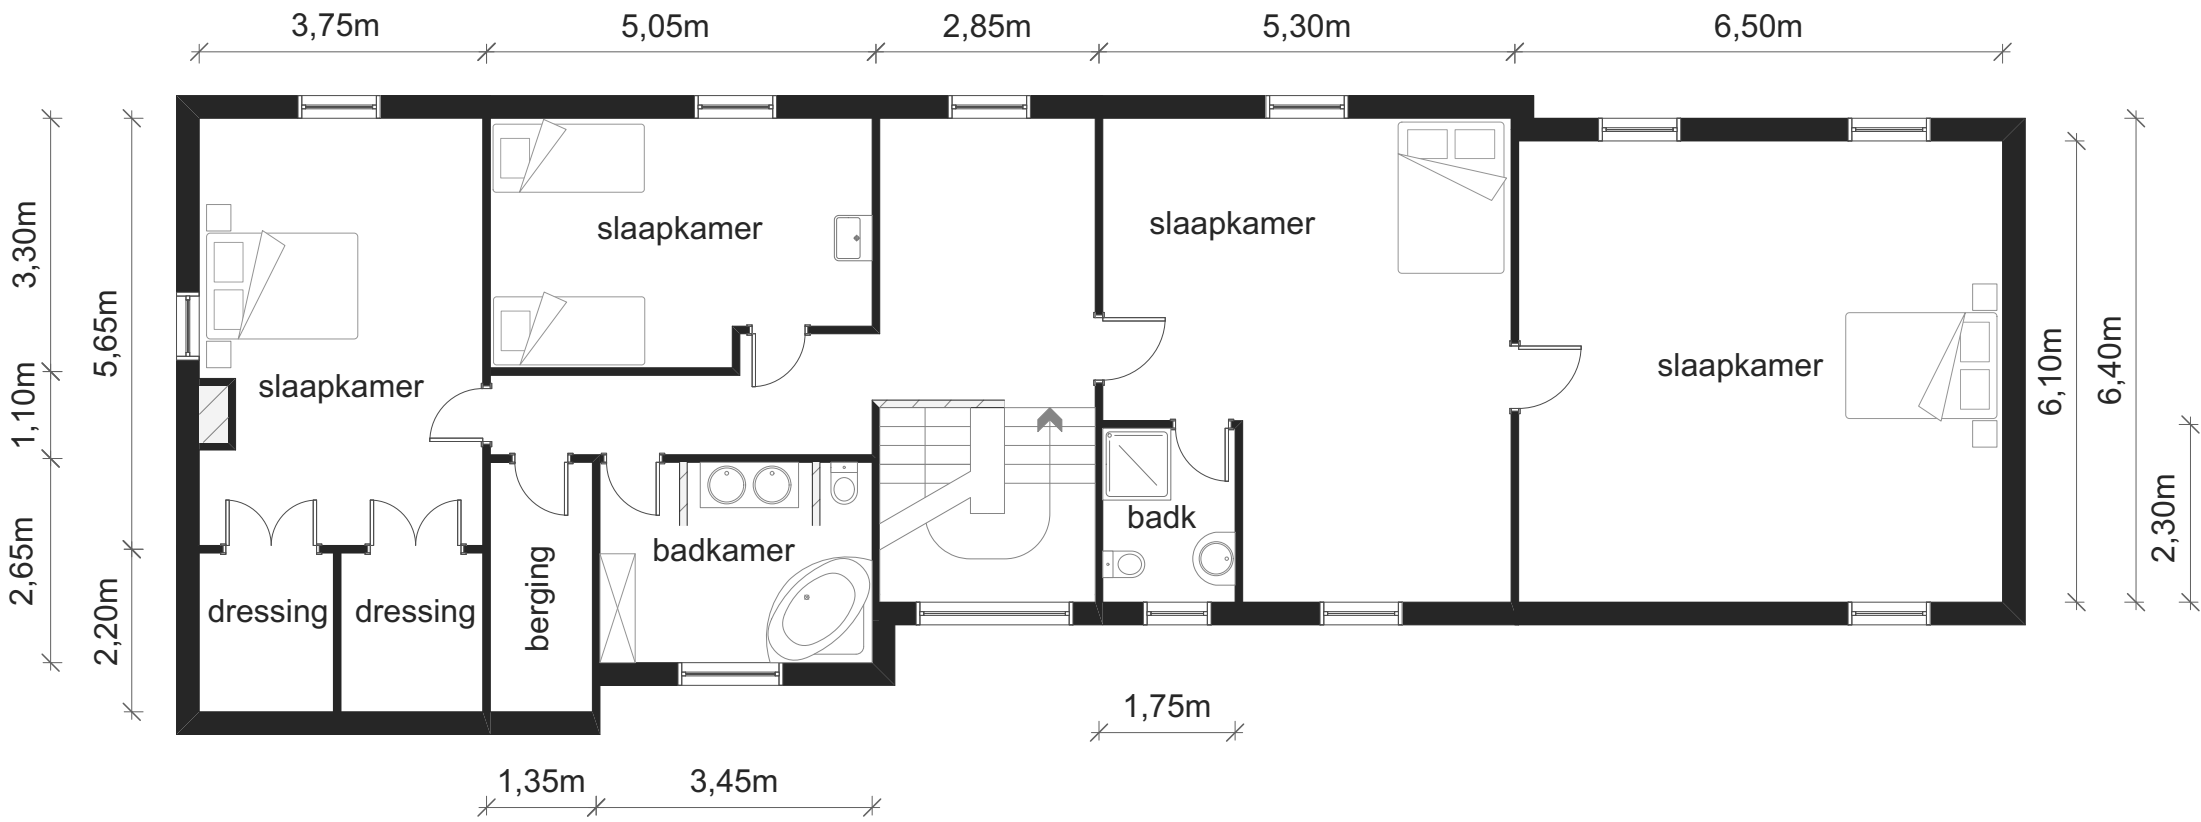 3,75m
5,05m
2,85m
5,30m
6,50m
3,30m
5,65m
1,10m
2,65m
2,20m
slaapkamer
slaapkamer
slaapkamer
slaapkamer
6,10m
6,40m
2,30m
dressing
dressing
berging
badkamer
badk
1,75m
1,35m
3,45m